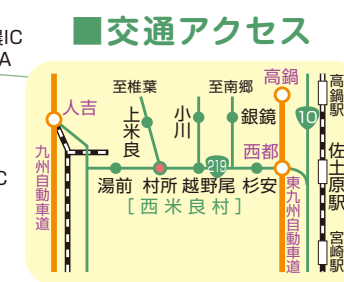 IC
A
C
■交通アクセス
至椎葉
至南郷
高鍋
高鍋駅
人吉
上米良
小川
銀鏡
10
九州自動車道
西都
219
佐土原駅
湯前
村所
越野尾
杉安
[西米良村]
東九州自動車道
宮崎駅